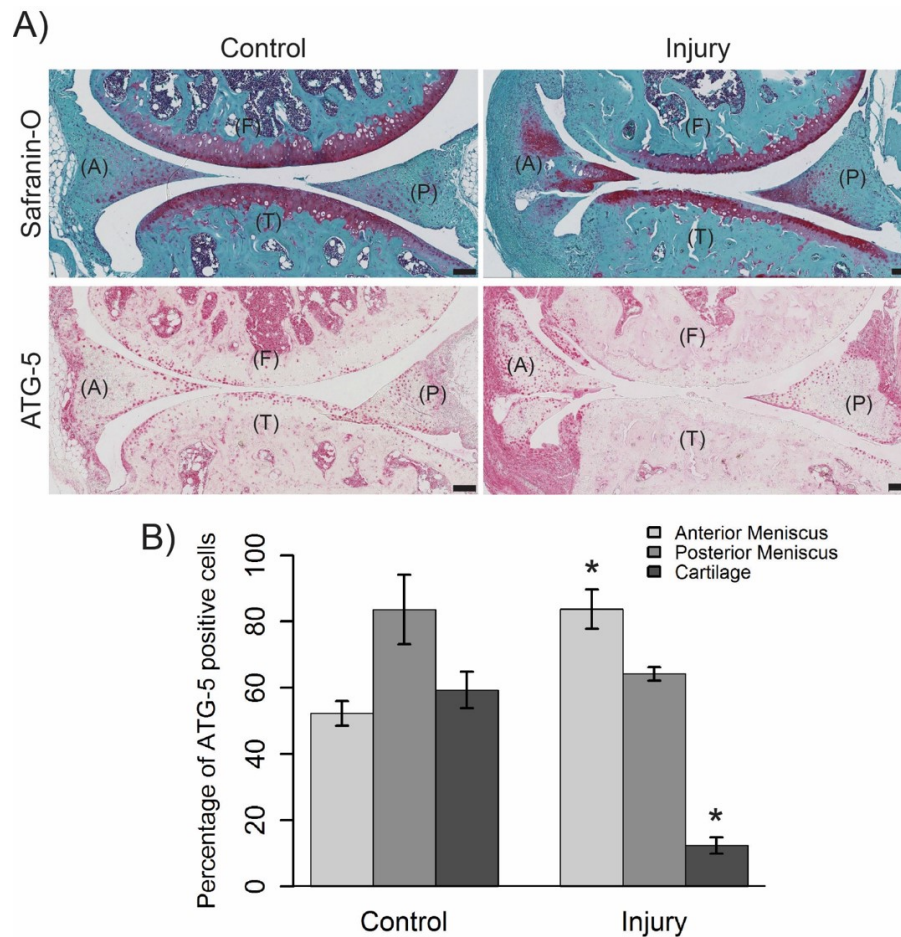 A)
Control
Injury
Safranin-O
(F)
(A)
(P)
(T)
(F)
(A)
(P)
(T)
ATG-5
(F)
(A)
(P)
(T)
(F)
(A)
(P)
(T)
B)
Percentage of ATG-5 positive cells
100
80
60
40
20
0
Anterior Meniscus
Posterior Meniscus
Cartilage
*
*
Control
Injury